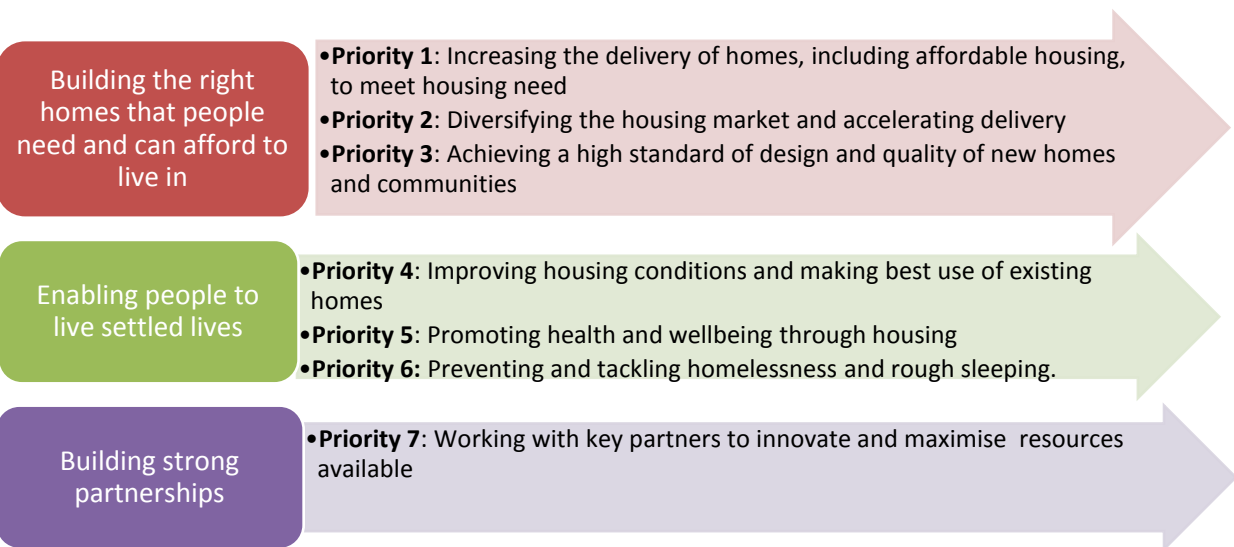 Building the right
homes that people
need and can afford to
live in
•Priority 1: Increasing the delivery of homes, including affordable housing,
to meet housing need
•Priority 2: Diversifying the housing market and accelerating delivery
•Priority 3: Achieving a high standard of design and quality of new homes
and communities
Enabling people to
live settled lives
•Priority 4: Improving housing conditions and making best use of existing
homes
•Priority 5: Promoting health and wellbeing through housing
•Priority 6: Preventing and tackling homelessness and rough sleeping.
Building strong
partnerships
•Priority 7: Working with key partners to innovate and maximise  resources
available